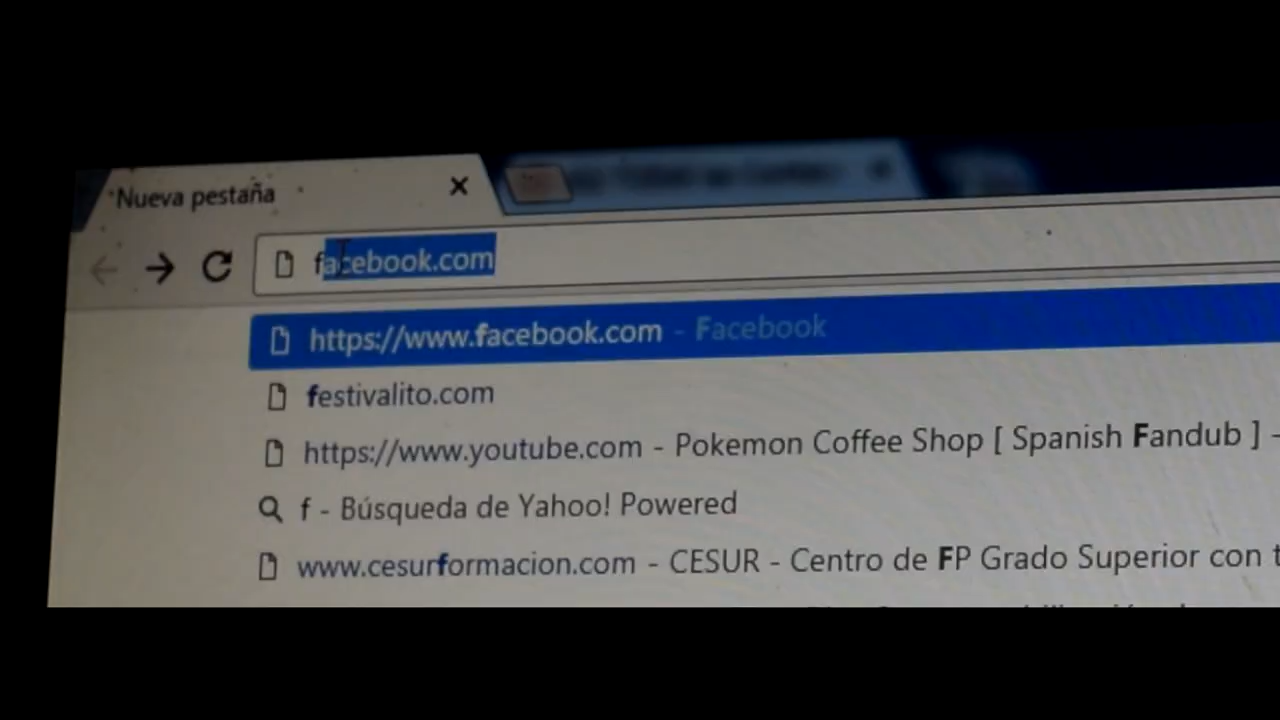 Nueva pestaña
facebook.com
https://www.facebook.com - Facebook
festivalito.com
https://www.youtube.com - Pokemon Coffee Shop [ Spanish Fandub ] -
f - Búsqueda de Yahoo! Powered
www.cesurformacion.com - CESUR - Centro de FP Grado Superior con t